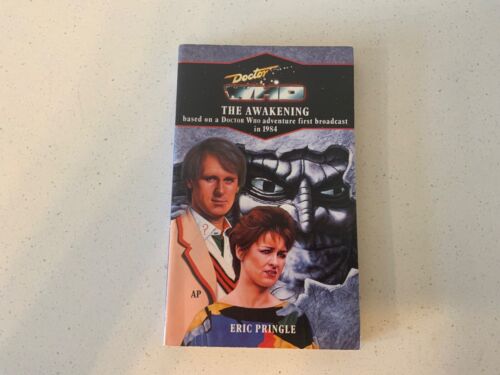 Doctor
WHO
THE AWAKENING
based on a DOCTOR WHO adventure first broadcast
in 1984
?
AP
ERIC PRINGLE